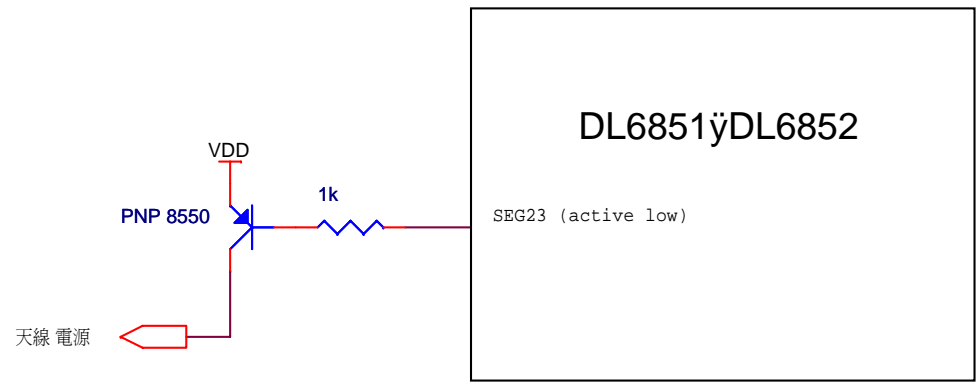 DL6851ÿDL6852
VDD
1k
PNP 8550
SEG23 (active low)
天線 電源